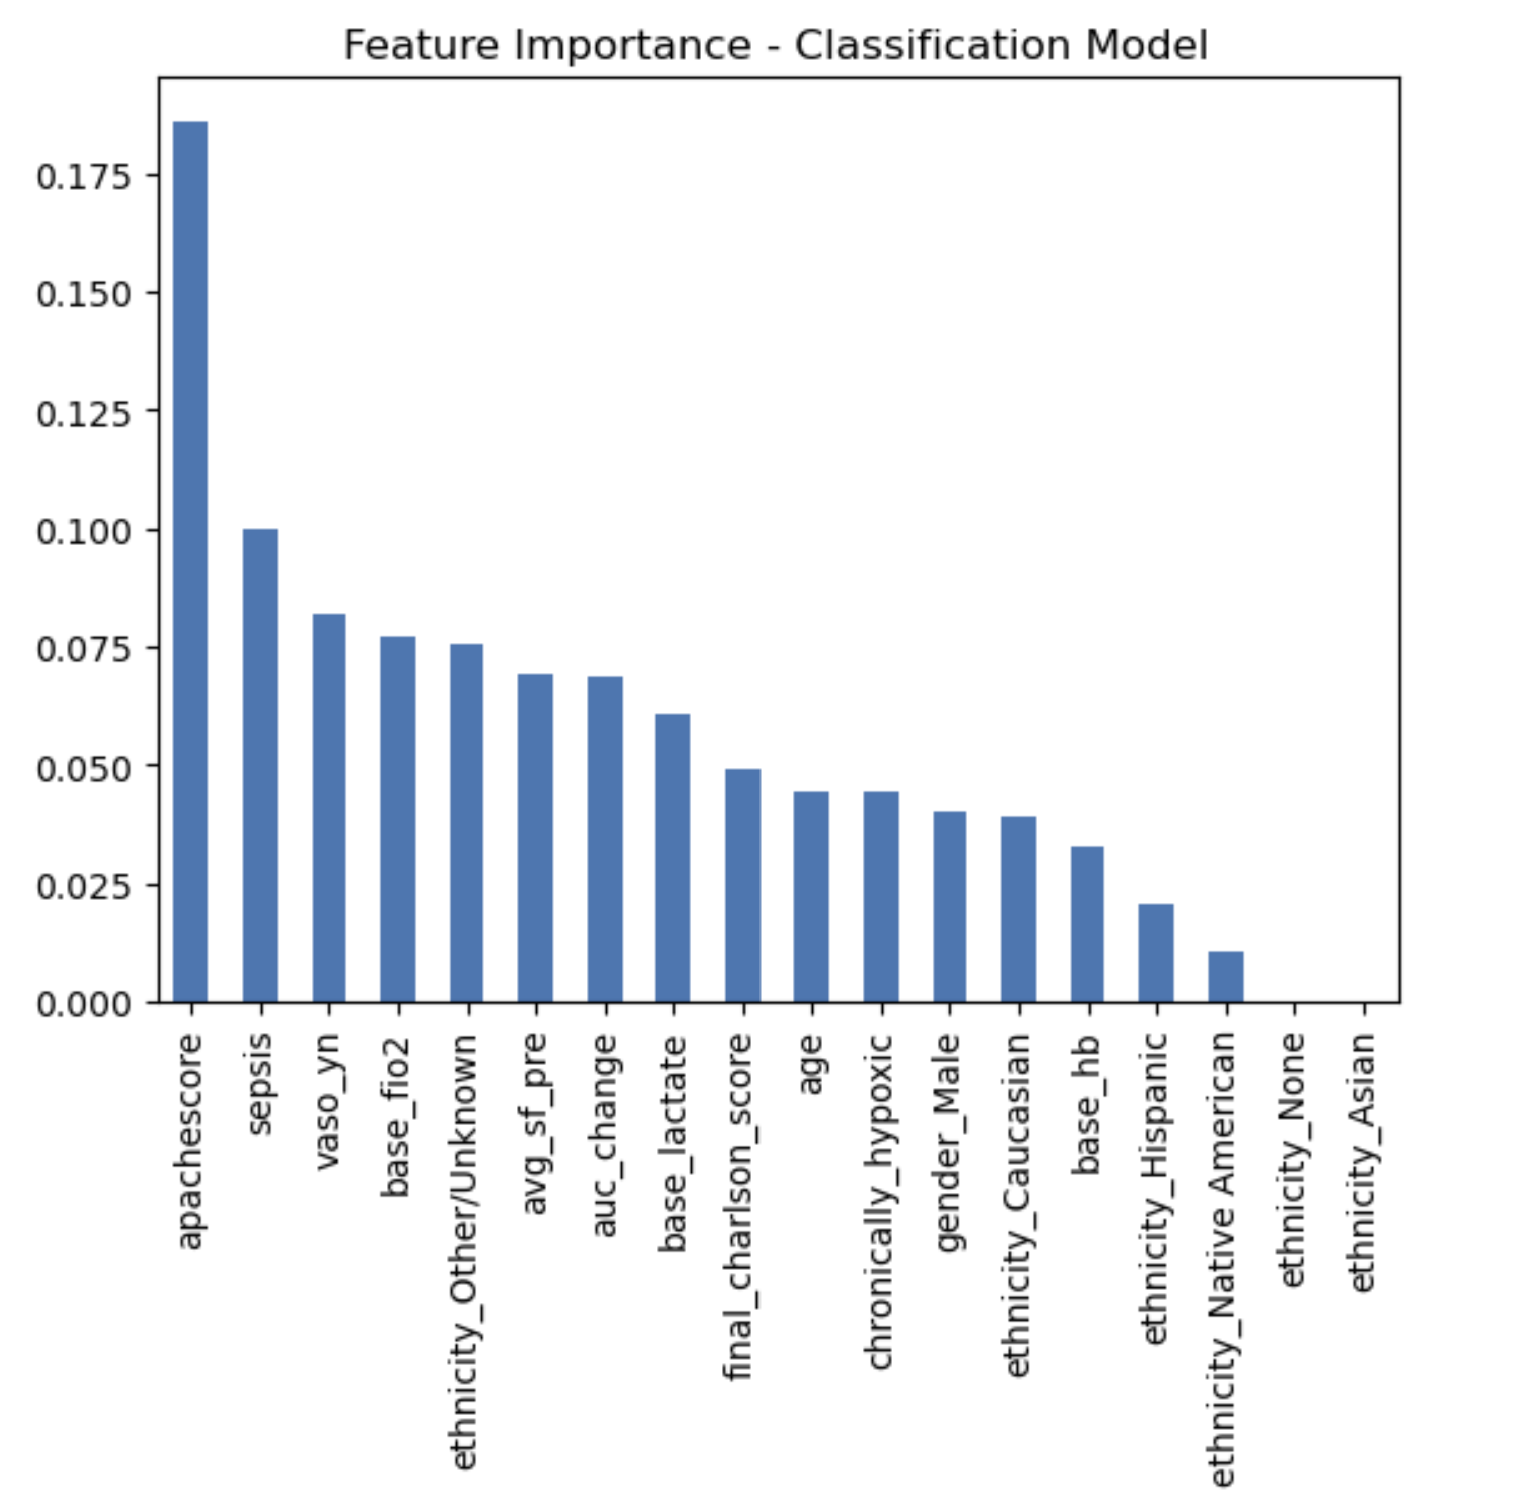 Feature Importance - Classification Model
0.175
0.150
0.125
0.100
0.075
0.050
0.025
0.000
apachescore
sepsis
vaso_yn
base_fio2
ethnicity_Other/Unknown
avg_sf_pre
auc_change
base_lactate
final_charlson_score
age
chronically_hypoxic
gender_Male
ethnicity_Caucasian
base_hb
ethnicity_Hispanic
ethnicity_Native American
ethnicity_None
ethnicity_Asian